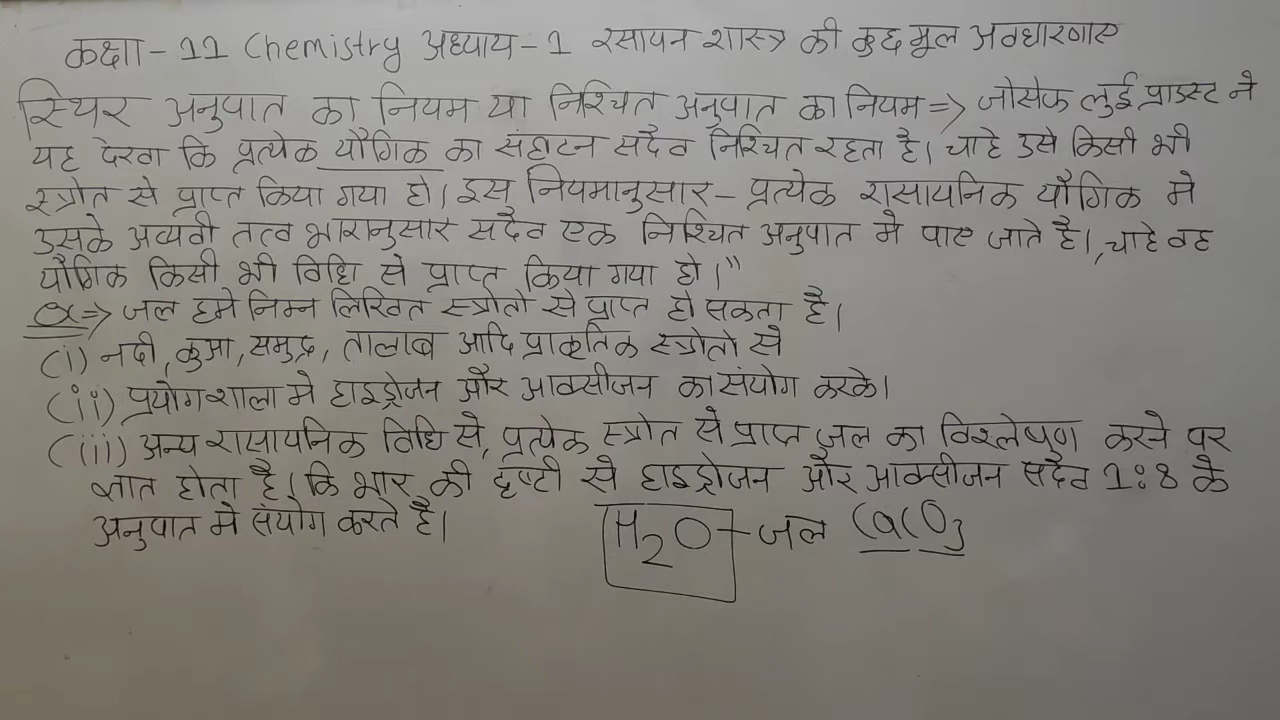 कक्षा - 11 Chemistry अध्याय - 1 रसायन शास्त्र की कुछ मूल अवधारणाए
स्थिर अनुपात का नियम या निश्चित अनुपात का नियम => जोसेफ लुई प्राउस्ट ने
यह देखा कि प्रत्येक यौगिक का संघटन सदैव निश्चित रहता है। चाहे उसे किसी भी
स्त्रोत से प्राप्त किया गया हो। इस नियमानुसार - प्रत्येक रासायनिक यौगिक मे
उसके अव्यवी तत्व भारानुसार सदैव एक निश्चित अनुपात मे पाए जाते है।, चाहे वह
यौगिक किसी भी विधि से प्राप्त किया गया हो।"
=> जल हमे निम्न लिखित स्त्रोतो से प्राप्त हो सकता है।
(i) नदी, कुआ, समुद्र, तालाब आदि प्राकृतिक स्त्रोतो से
(ii) प्रयोगशाला मे हाइड्रोजन और आक्सीजन का संयोग करके।
(iii) अन्य रासायनिक विधि से, प्रत्येक स्त्रोत से प्राप्त जल का विश्लेषण करने पर
ज्ञात होता है। कि भार की दृष्टी से हाइड्रोजन और आक्सीजन सदैव 1:8 के
अनुपात मे संयोग करते है। H2O - जल CaCO3